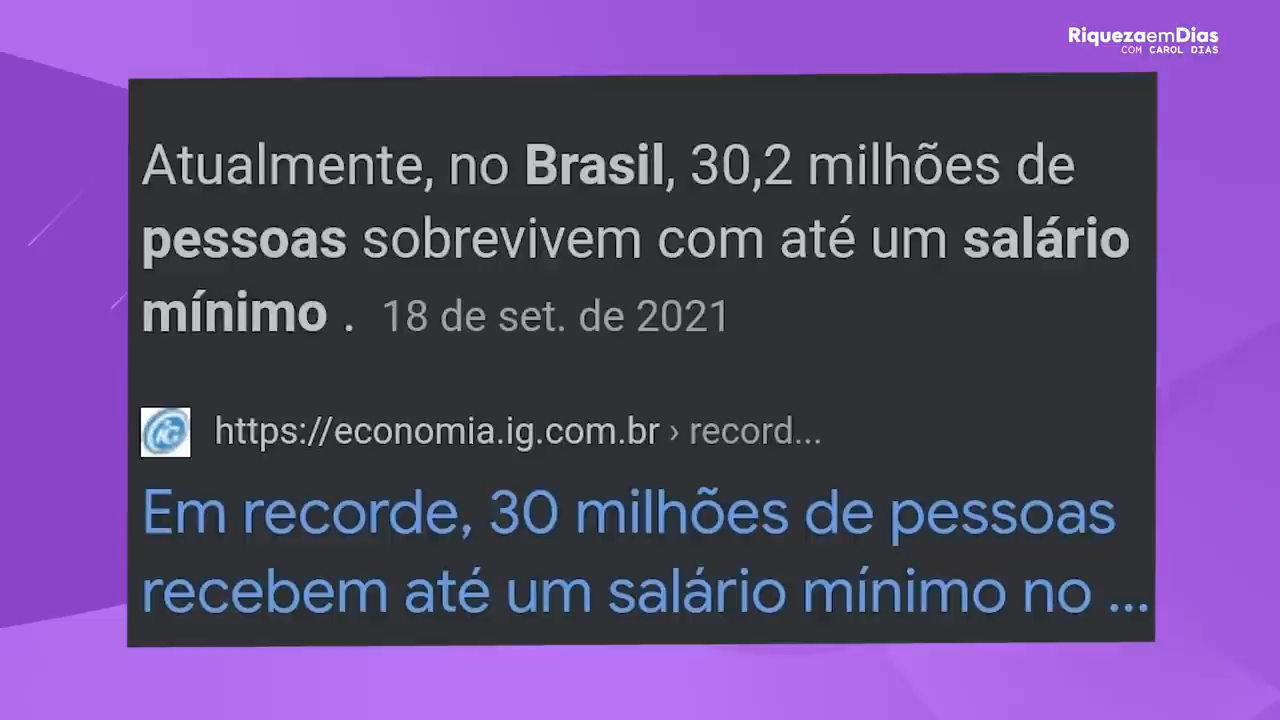 RiquezaemDias
COM CAROL DIAS
Atualmente, no Brasil, 30,2 milhões de
pessoas sobrevivem com até um salário
mínimo . 18 de set. de 2021
iG
https://economia.ig.com.br › record...
Em recorde, 30 milhões de pessoas
recebem até um salário mínimo no ...